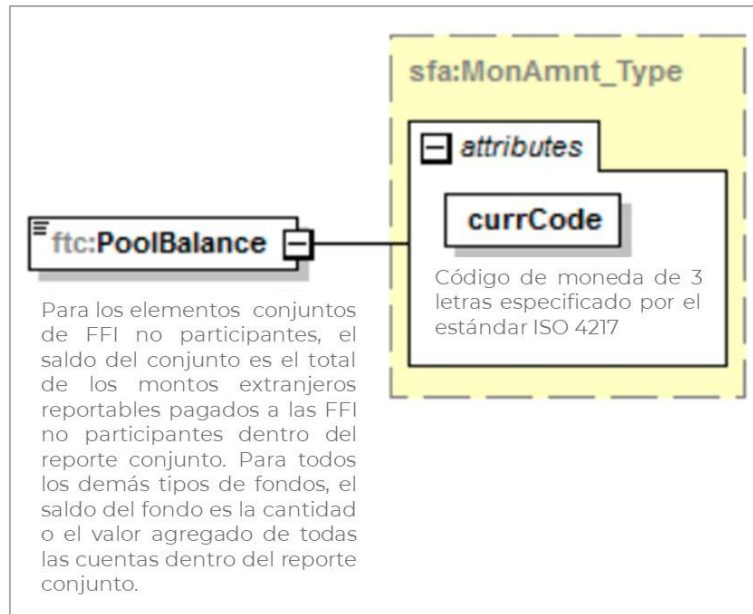 sfa:MonAmnt_Type
attributes
currCode
Código de moneda de 3
letras especificado por el
estándar ISO 4217
ftc:PoolBalance
Para los elementos conjuntos
de FFI no participantes, el
saldo del conjunto es el total
de los montos extranjeros
reportables pagados a las FFI
no participantes dentro del
reporte conjunto. Para todos
los demás tipos de fondos, el
saldo del fondo es la cantidad
o el valor agregado de todas
las cuentas dentro del reporte
conjunto.